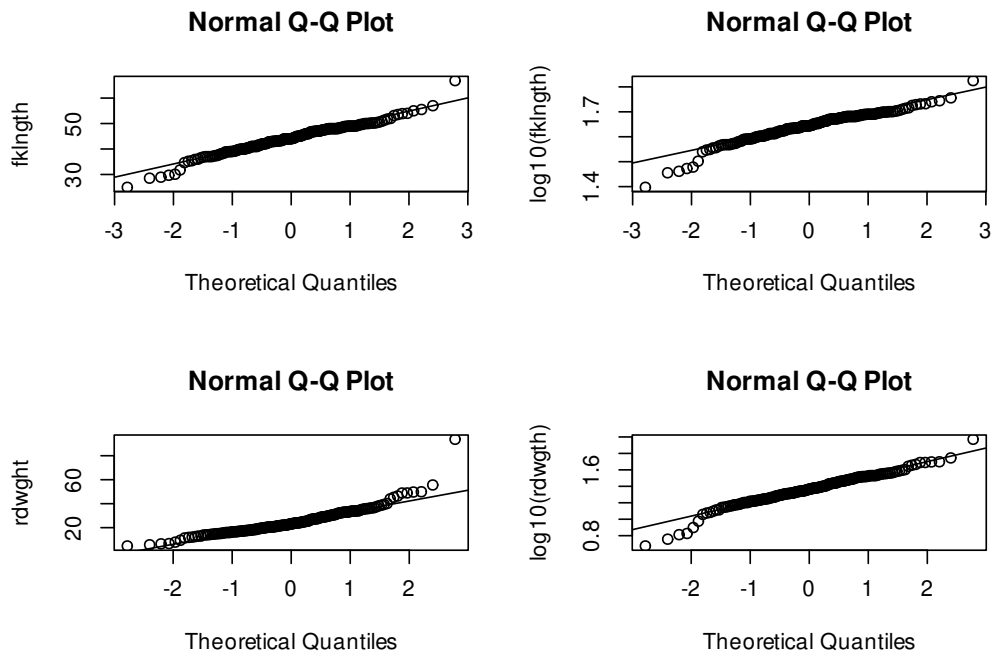 Normal Q-Q Plot
fklngth
50
30
-3 -2 -1 0 1 2 3
Theoretical Quantiles
Normal Q-Q Plot
log10(fklngth)
1.7
1.4
-3 -2 -1 0 1 2 3
Theoretical Quantiles
Normal Q-Q Plot
rdwght
60
20
-2 -1 0 1 2
Theoretical Quantiles
Normal Q-Q Plot
log10(rdwgth)
1.6
0.8
-2 -1 0 1 2
Theoretical Quantiles